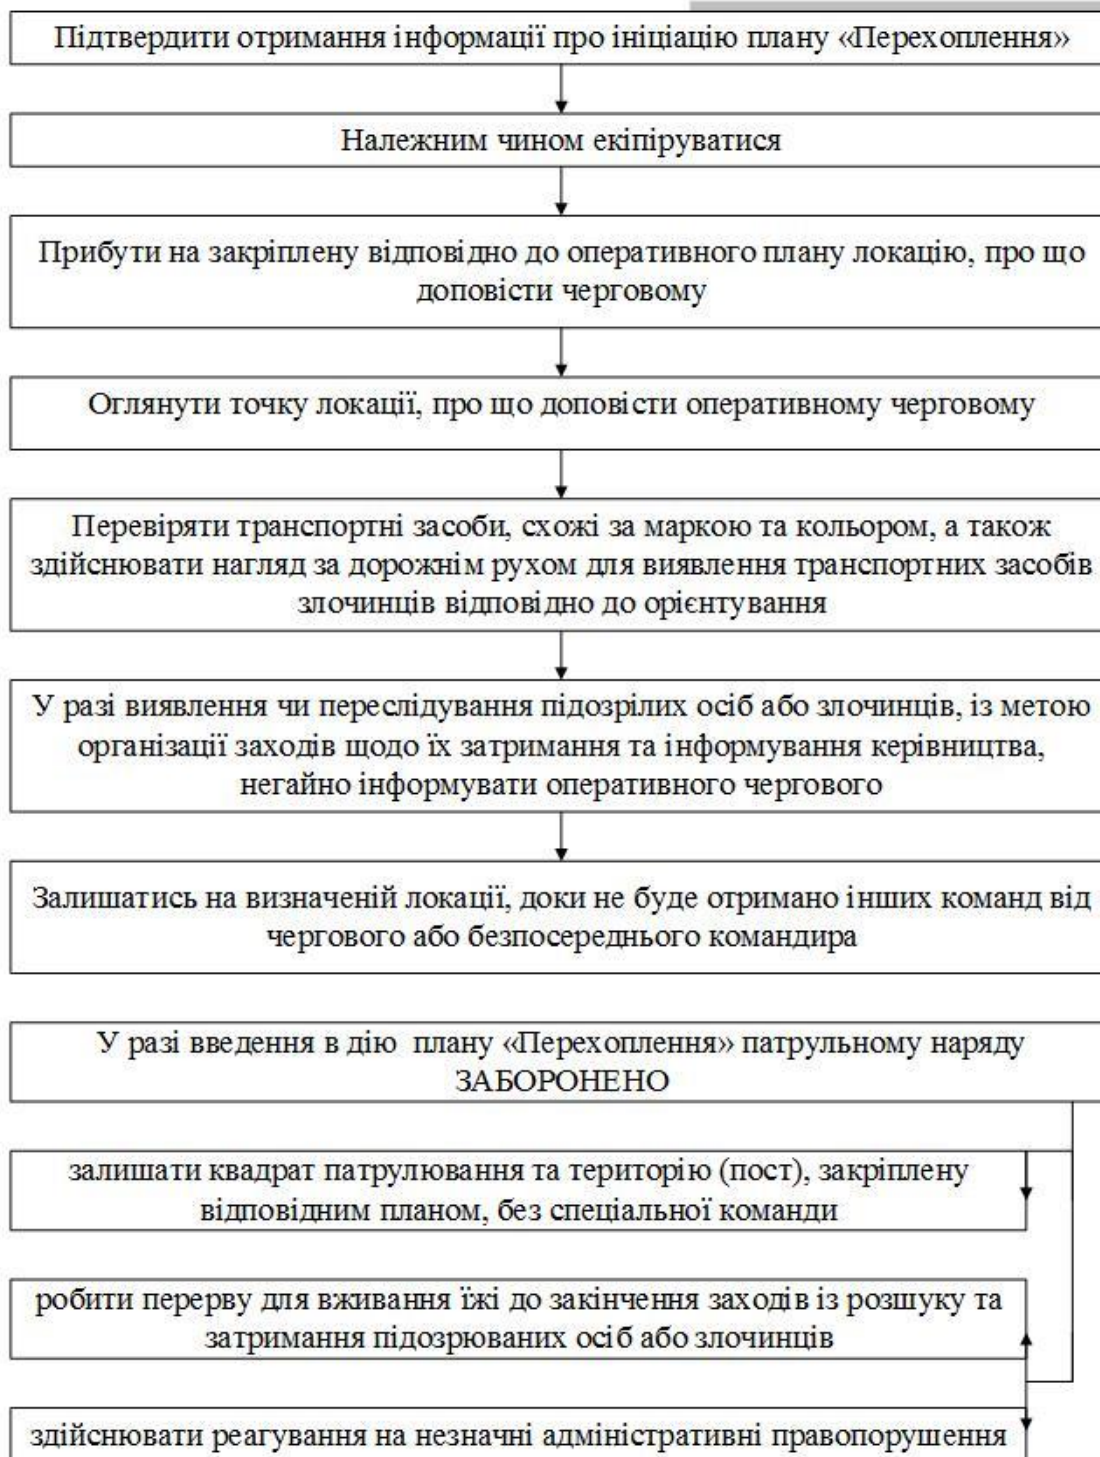 Підтвердити отримання інформації про ініціацію плану «Перехоплення»
Належним чином екіпіруватися
Прибути на закріплену відповідно до оперативного плану локацію, про що
доповісти черговому
Оглянути точку локації, про що доповісти оперативному черговому
Перевіряти транспортні засоби, схожі за маркою та кольором, а також
здійснювати нагляд за дорожнім рухом для виявлення транспортних засобів
злочинців відповідно до орієнтування
У разі виявлення чи переслідування підозрілих осіб або злочинців, із метою
організації заходів щодо їх затримання та інформування керівництва,
негайно інформувати оперативного чергового
Залишатись на визначеній локації, доки не буде отримано інших команд від
чергового або безпосереднього командира
У разі введення в дію плану «Перехоплення» патрульному наряду
ЗАБОРОНЕНО
залишати квадрат патрулювання та територію (пост), закріплену
відповідним планом, без спеціальної команди
робити перерву для вживання їжі до закінчення заходів із розшуку та
затримання підозрюваних осіб або злочинців
здійснювати реагування на незначні адміністративні правопорушення